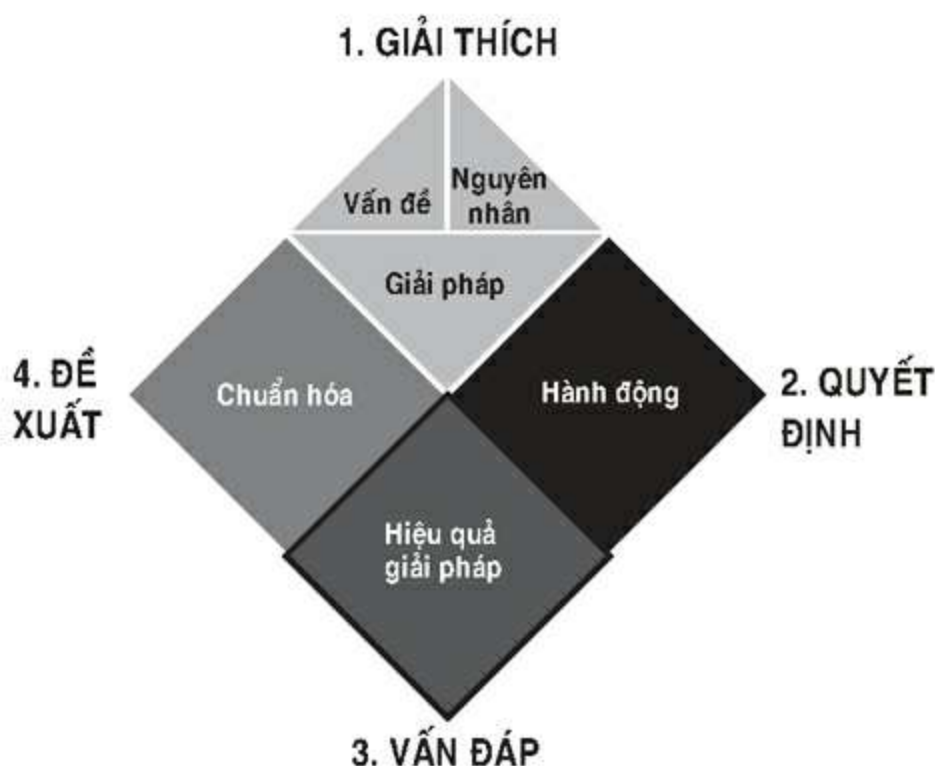 1. GIẢI THÍCH
Vấn đề
Nguyên
nhân
Giải pháp
4. ĐỀ
XUẤT
Chuẩn hóa
Hành động
2. QUYẾT
ĐỊNH
Hiệu quả
giải pháp
3. VẤN ĐÁP